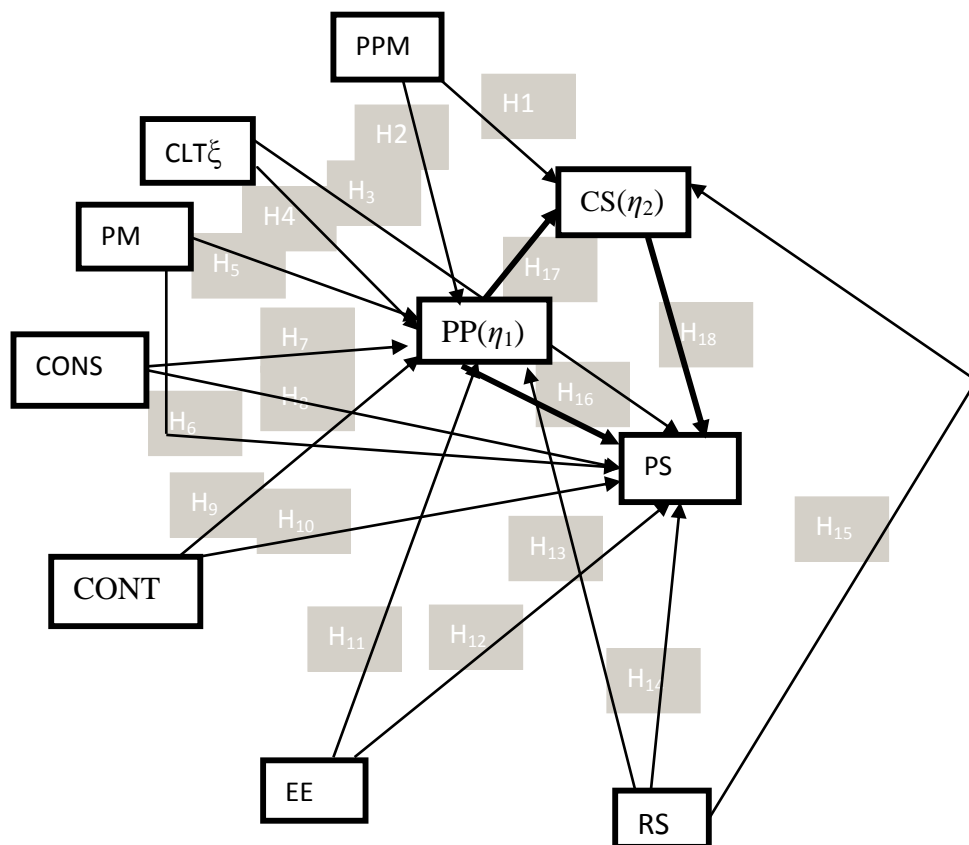 PPM
H1
H2
CLTξ
H₃
CS(η₂)
H4
PM
H₅
H₁₇
PP(η₁)
H₇
H₁₈
CONS
H₈
H₁₆
H₆
PS
H₉
H₁₀
H₁₃
H₁₅
CONT
H₁₁
H₁₂
H₁₄
EE
RS